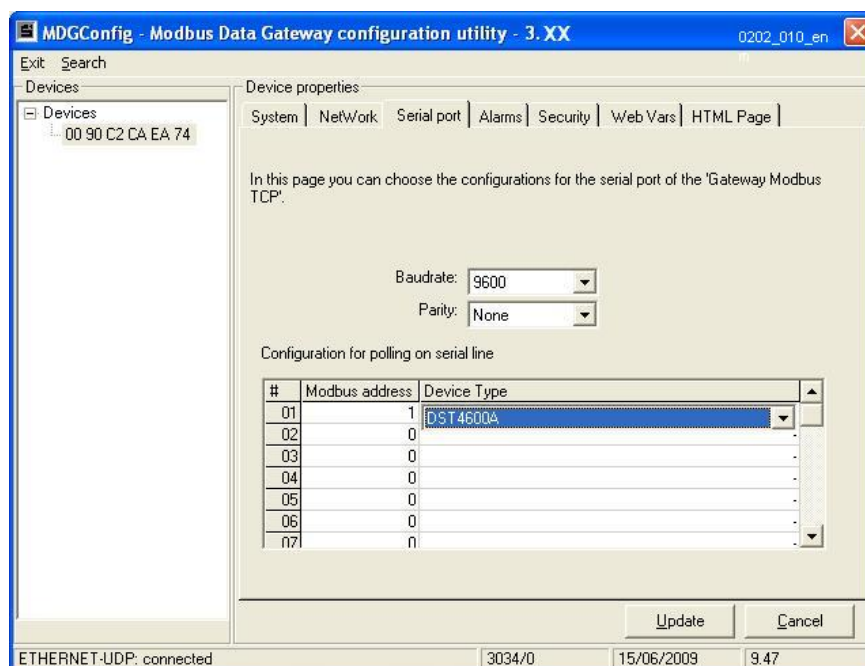 MDGConfig - Modbus Data Gateway configuration utility - 3.XX
0202_010_en
Exit Search
Devices
Devices
00 90 C2 CA EA 74
Device properties
System NetWork Serial port Alarms Security Web Vars HTML Page
In this page you can choose the configurations for the serial port of the 'Gateway Modbus
TCP'.
Baudrate: 9600
Parity: None
Configuration for polling on serial line
# Modbus address Device Type
01 1 DST4600A
02 0 -
03 0 -
04 0 -
05 0 -
06 0 -
07 0 -
Update Cancel
ETHERNET-UDP: connected 3034/0 15/06/2009 9.47